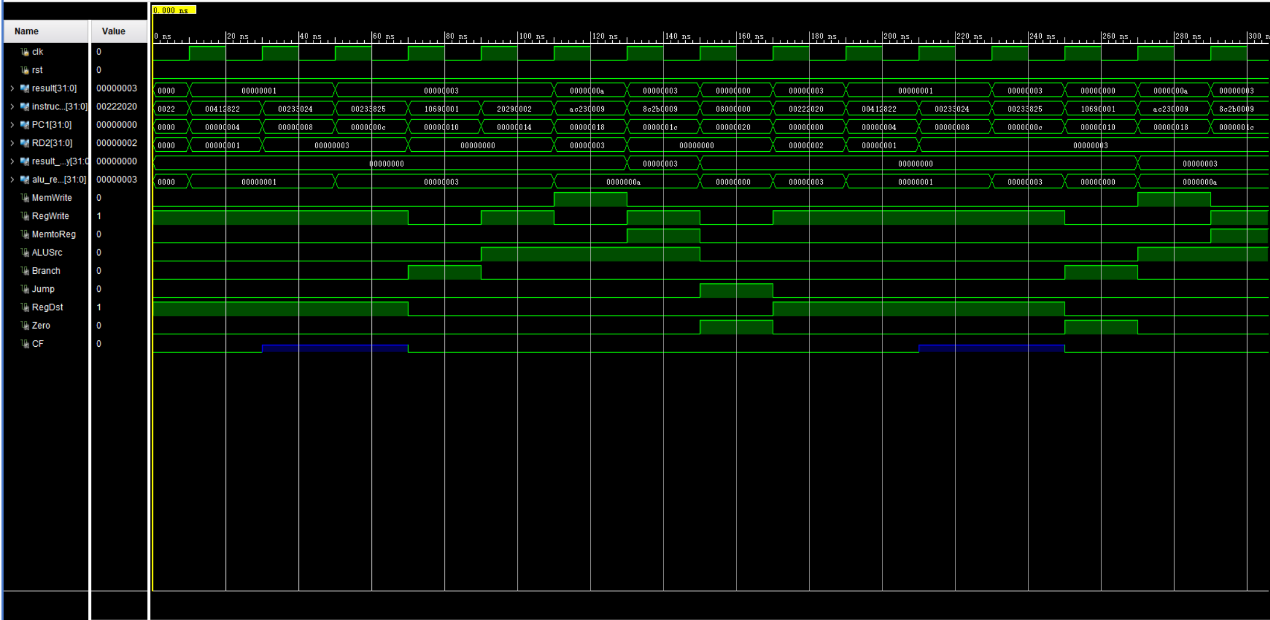 0.000 ns
Name Value
0 ns 20 ns 40 ns 60 ns 80 ns 100 ns 120 ns 140 ns 160 ns 180 ns 200 ns 220 ns 240 ns 260 ns 280 ns 300 n
clk 0
rst 0
result[31:0] 00000003 0000 00000001 00000003 0000000a 00000003 00000000 00000003 00000001 00000003 00000000 0000000a 00000003
instruc...[31:0] 00222020 0022 00412822 00233024 00233825 10690001 20290002 ac230009 8c2b0009 08000000 00222020 00412822 00233024 00233825 10690001 ac230009 8c2b0009
PC1[31:0] 00000000 0000 00000004 00000008 0000000c 00000010 00000014 00000018 0000001c 00000020 00000000 00000004 00000008 0000000c 00000010 00000018 0000001c
RD2[31:0] 00000002 0000 00000001 00000003 00000000 00000003 00000000 00000002 00000001 00000003
result_...y[31:0 00000000 00000000 00000003 00000000 00000003
alu_re...[31:0] 00000003 0000 00000001 00000003 0000000a 00000000 00000003 00000001 00000003 00000000 0000000a
MemWrite 0
RegWrite 1
MemtoReg 0
ALUSrc 0
Branch 0
Jump 0
RegDst 1
Zero 0
CF 0